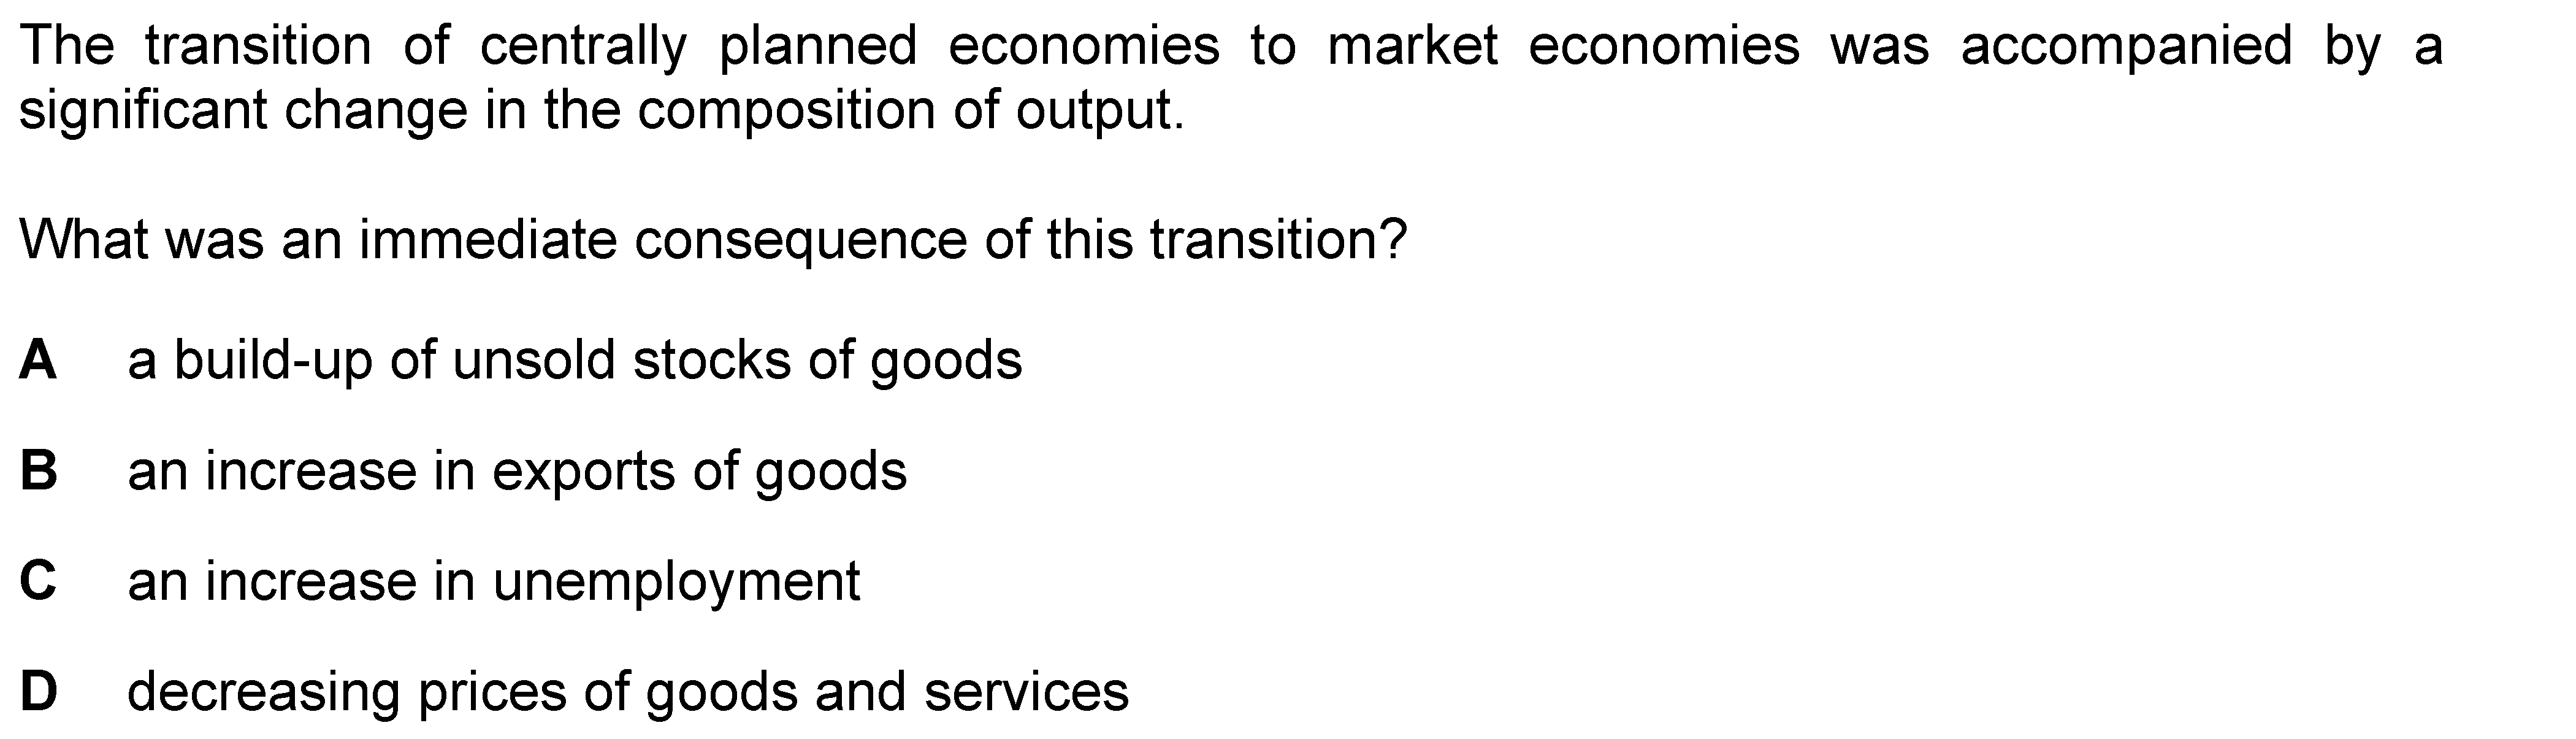 The transition of centrally planned economies to market economies was accompanied by a
significant change in the composition of output.
What was an immediate consequence of this transition?
A a build-up of unsold stocks of goods
B an increase in exports of goods
C an increase in unemployment
D decreasing prices of goods and services